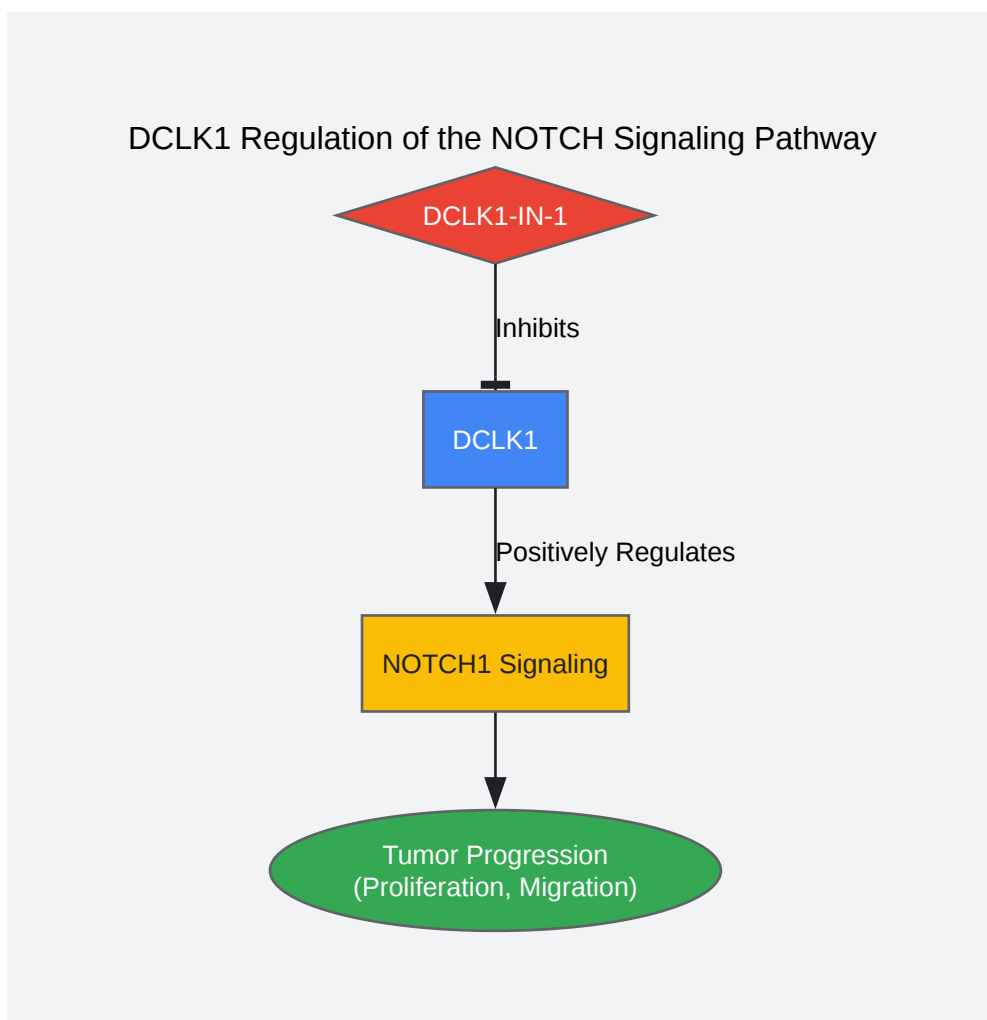 DCLK1 Regulation of the NOTCH Signaling Pathway
DCLK1-IN-1
Inhibits
DCLK1
Positively Regulates
NOTCH1 Signaling
Tumor Progression
(Proliferation, Migration)